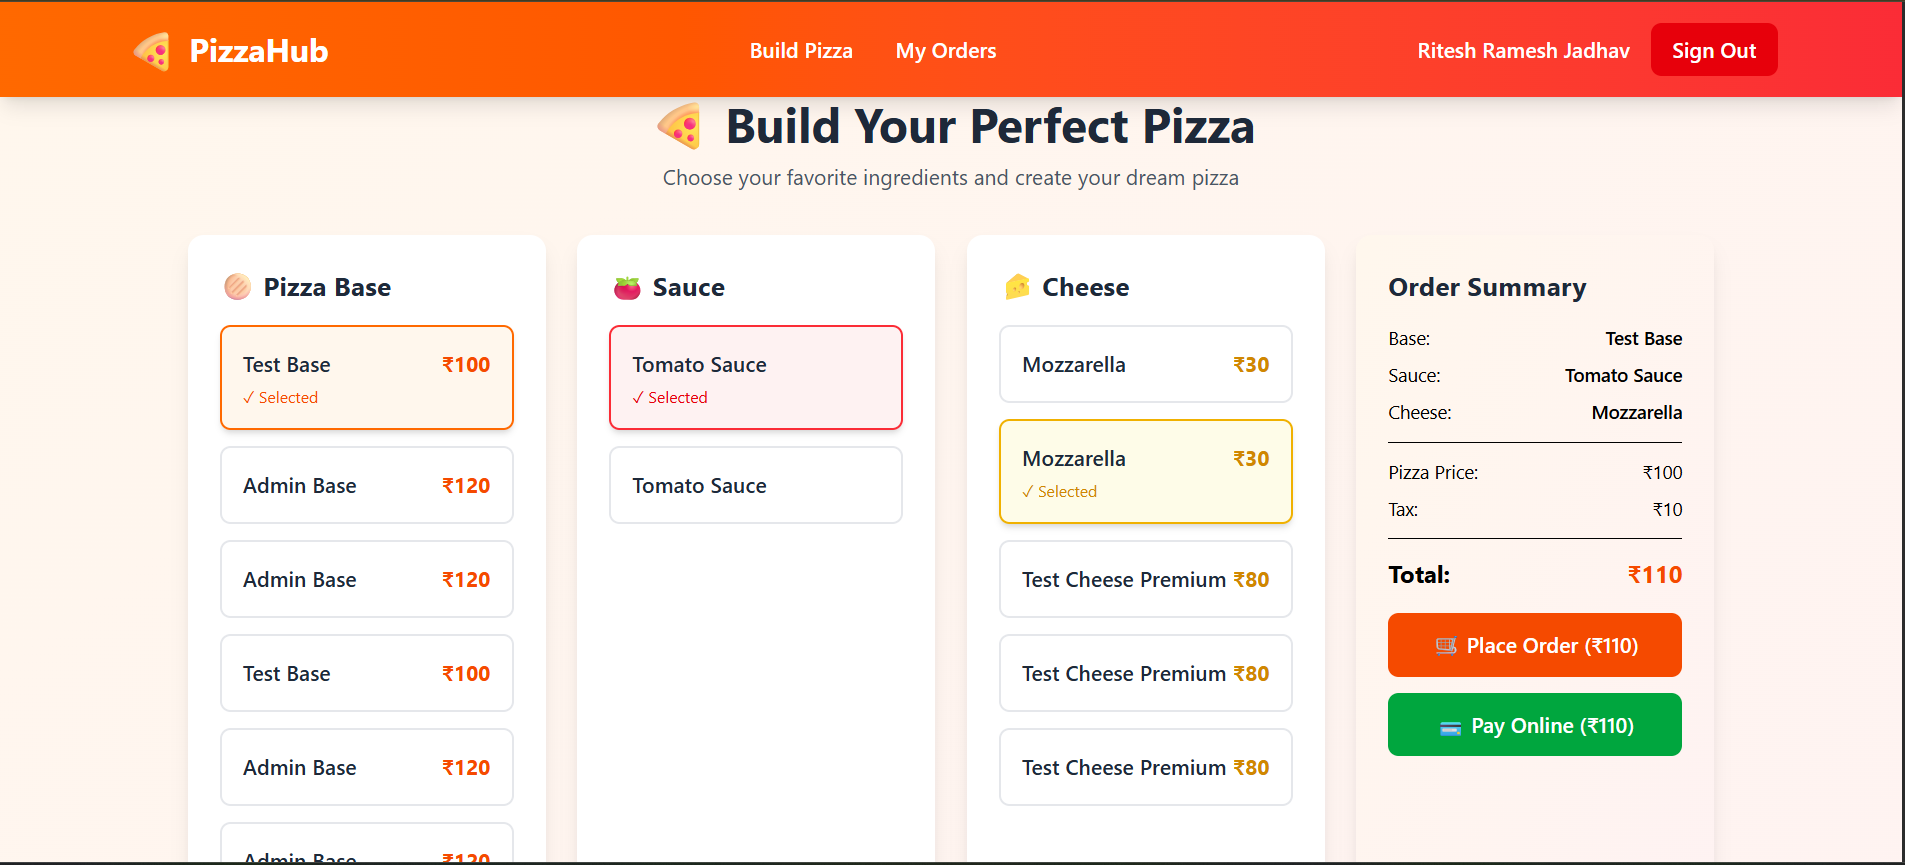 PizzaHub
Build Pizza
My Orders
Ritesh Ramesh Jadhav
Sign Out
Build Your Perfect Pizza
Choose your favorite ingredients and create your dream pizza
Pizza Base
Test Base ₹100
✓ Selected
Admin Base ₹120
Admin Base ₹120
Test Base ₹100
Admin Base ₹120
Admin Base ₹120
Sauce
Tomato Sauce
✓ Selected
Tomato Sauce
Cheese
Mozzarella ₹30
Mozzarella ₹30
✓ Selected
Test Cheese Premium ₹80
Test Cheese Premium ₹80
Test Cheese Premium ₹80
Order Summary
Base: Test Base
Sauce: Tomato Sauce
Cheese: Mozzarella
Pizza Price: ₹100
Tax: ₹10
Total: ₹110
Place Order (₹110)
Pay Online (₹110)